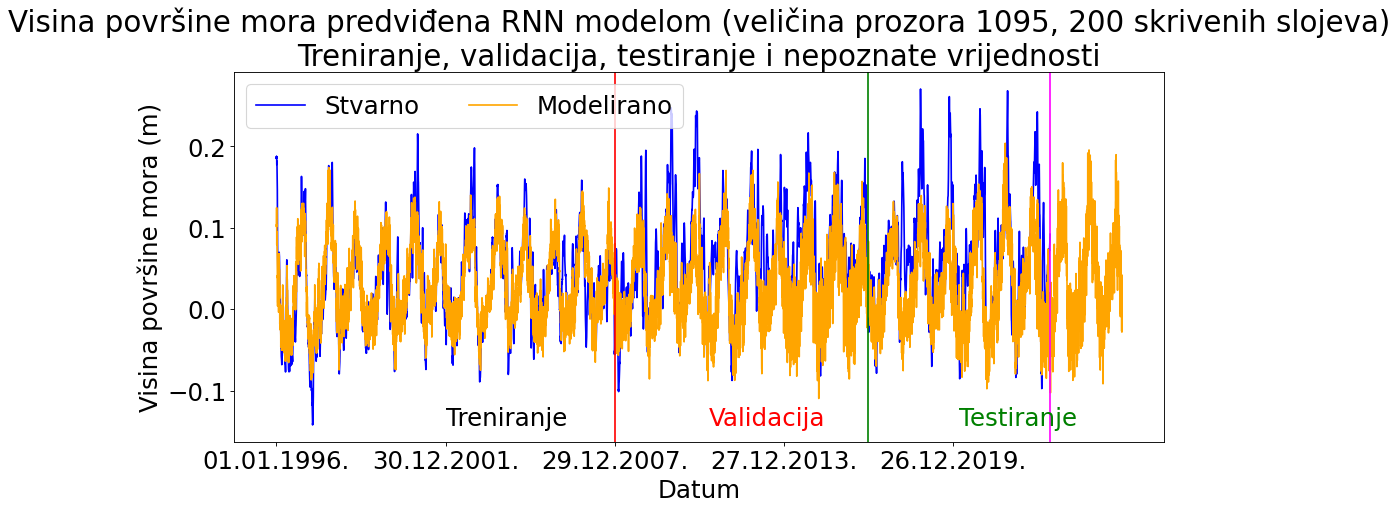 Visina površine mora predviđena RNN modelom (veličina prozora 1095, 200 skrivenih slojeva)
Treniranje, validacija, testiranje i nepoznate vrijednosti
Stvarno Modelirano
Visina površine mora (m)
0.2
0.1
0.0
−0.1
Treniranje Validacija Testiranje
01.01.1996. 30.12.2001. 29.12.2007. 27.12.2013. 26.12.2019.
Datum